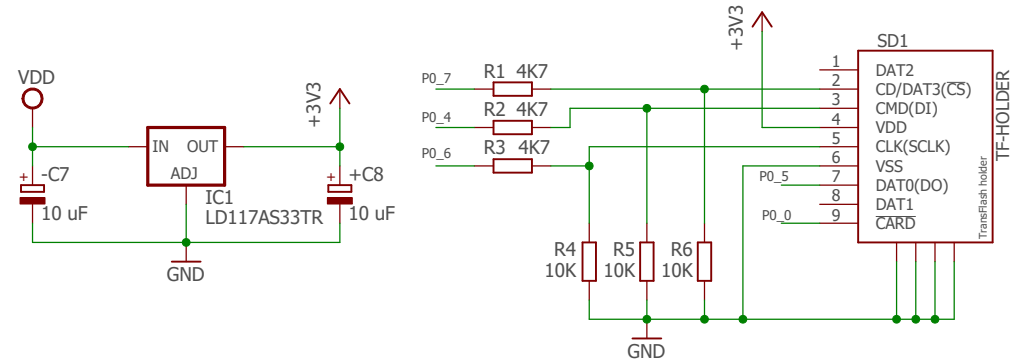 VDD
+3V3
-C7
+
10 uF
IN OUT
ADJ
IC1
LD117AS33TR
+
+C8
10 uF
GND
+3V3
P0_7
R1 4K7
P0_4
R2 4K7
P0_6
R3 4K7
R4
10K
R5
10K
R6
10K
GND
P0_5
P0_0
SD1
1 DAT2
2 CD/DAT3(CS)
3 CMD(DI)
4 VDD
5 CLK(SCLK)
6 VSS
7 DAT0(DO)
8 DAT1
9 CARD
TransFlash holder
TF-HOLDER